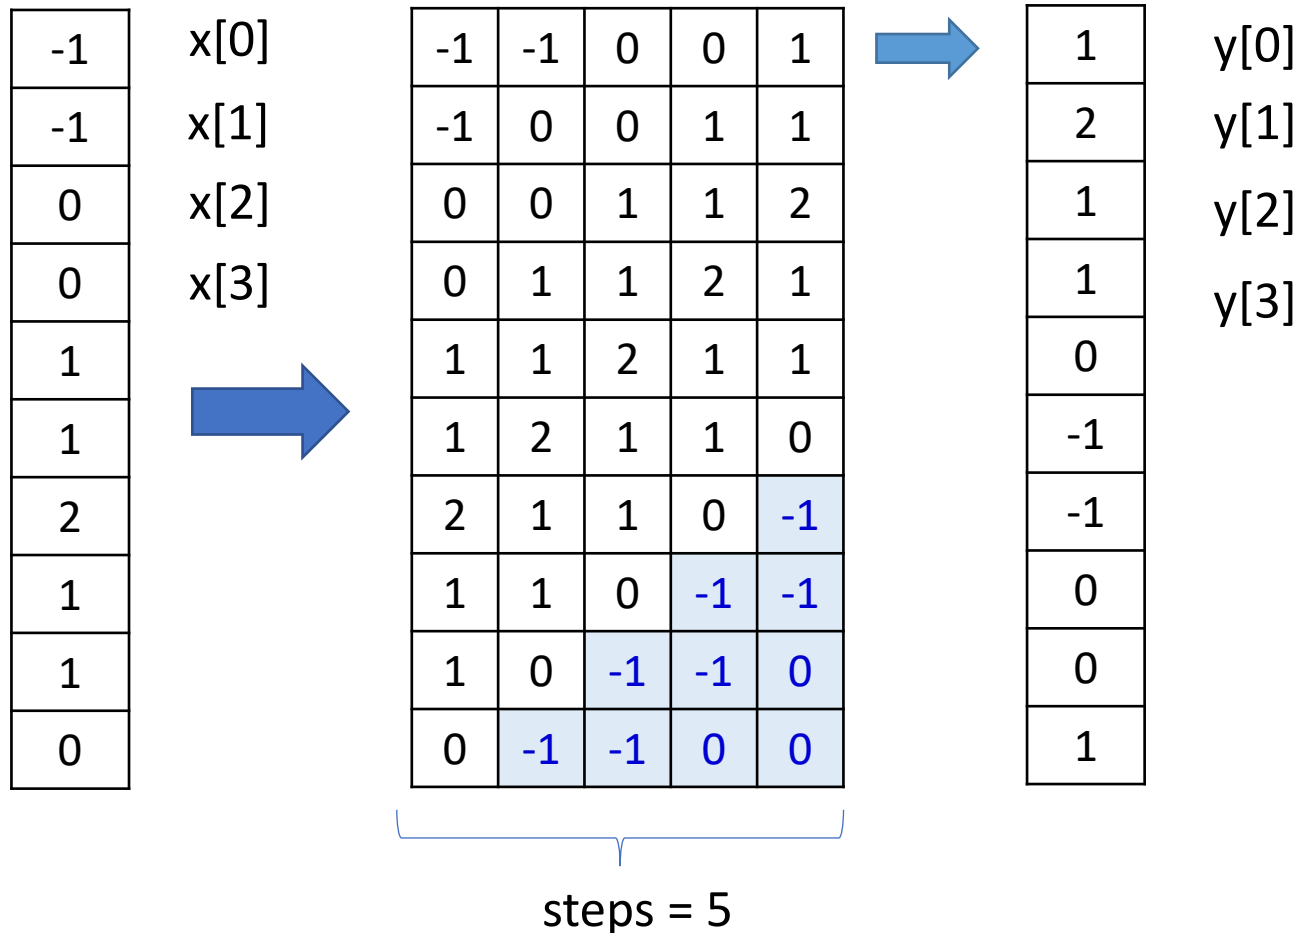 -1 x[0] -1 -1 0 0 1 1 y[0]
-1 x[1] -1 0 0 1 1 2 y[1]
0 x[2] 0 0 1 1 2 1 y[2]
0 x[3] 0 1 1 2 1 1 y[3]
1 1 1 2 1 1 0
1 1 2 1 1 0 -1
2 2 1 1 0 -1 -1
1 1 1 0 -1 -1 0
1 1 0 -1 -1 0 0
0 0 -1 -1 0 0 1
steps = 5